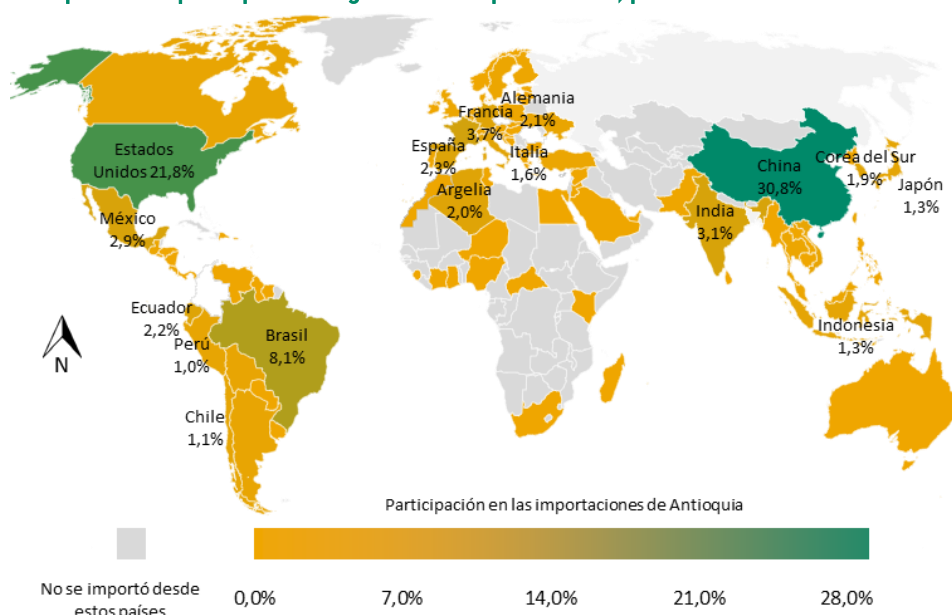 Alemania
2,1%
Francia
3,7%
España
2,3%
Italia
1,6%
Estados
Unidos 21,8%
China
30,8%
Corea del Sur
1,9%
Japón
1,3%
Argelia
2,0%
India
3,1%
México
2,9%
Ecuador
2,2%
Perú
1,0%
Brasil
8,1%
Indonesia
1,3%
N
Chile
1,1%
Participación en las importaciones de Antioquia
No se importó desde
estos países
0,0% 7,0% 14,0% 21,0% 28,0%